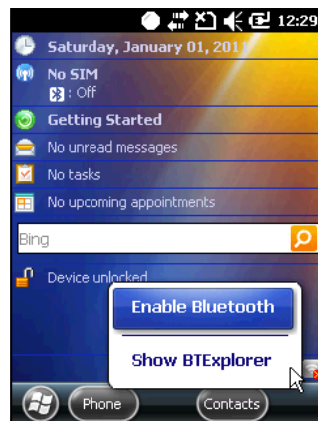 12:29
Saturday, January 01, 2011
No SIM
: Off
Getting Started
No unread messages
No tasks
No upcoming appointments
Bing
Device unlocked
Enable Bluetooth
Show BTExplorer
Phone
Contacts